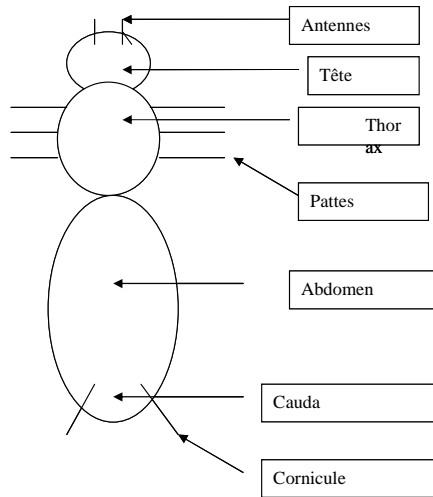 Antennes
Tête
Thor
ax
Pattes
Abdomen
Cauda
Cornicule